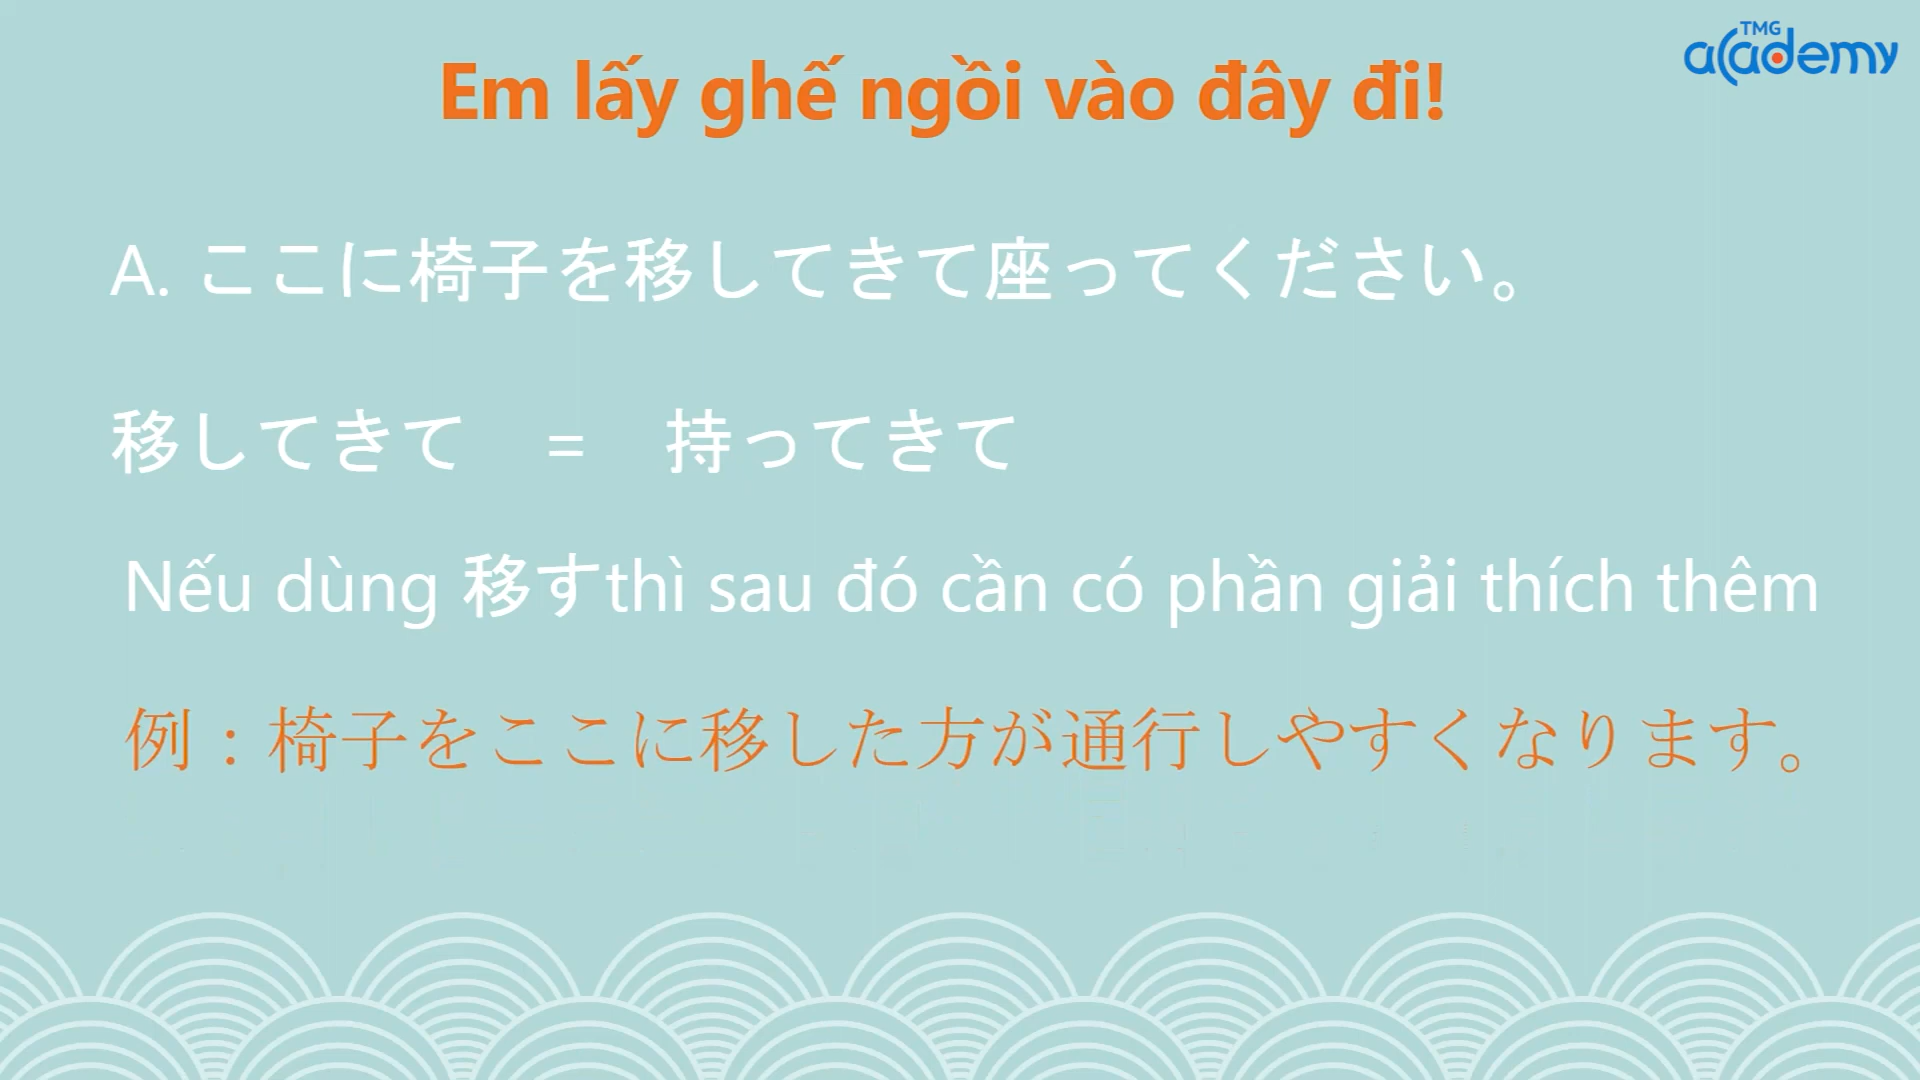 TMG
academy
Em lấy ghế ngồi vào đây đi!
A. ここに椅子を移してきて座ってください。
移してきて　=　持ってきて
Nếu dùng 移すthì sau đó cần có phần giải thích thêm
例：椅子をここに移した方が通行しやすくなります。